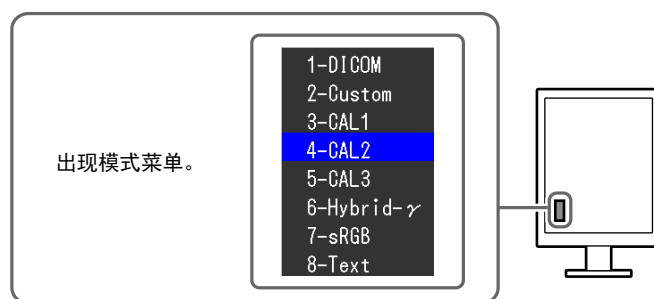 出现模式菜单。
1-DICOM
2-Custom
3-CAL1
4-CAL2
5-CAL3
6-Hybrid-γ
7-sRGB
8-Text